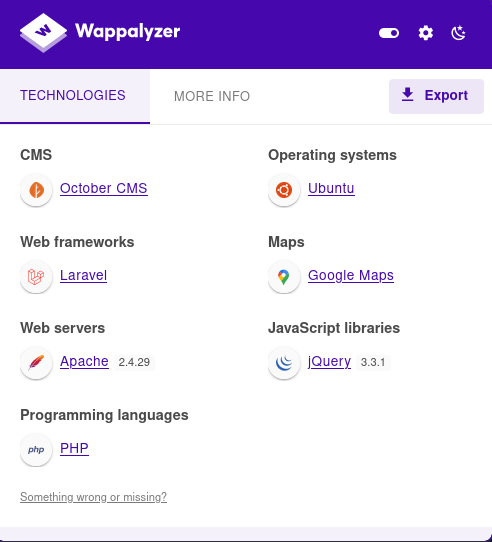 Wappalyzer
TECHNOLOGIES
MORE INFO
Export
CMS
October CMS
Operating systems
Ubuntu
Web frameworks
Laravel
Maps
Google Maps
Web servers
Apache 2.4.29
JavaScript libraries
jQuery 3.3.1
Programming languages
php PHP
Something wrong or missing?